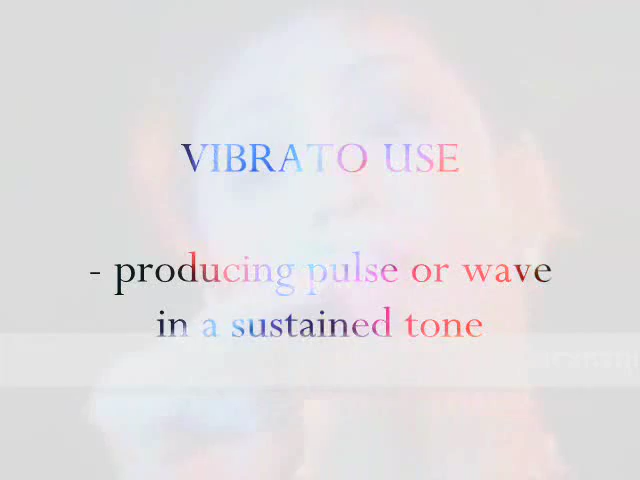 VIBRATO USE
- producing pulse or wave
in a sustained tone